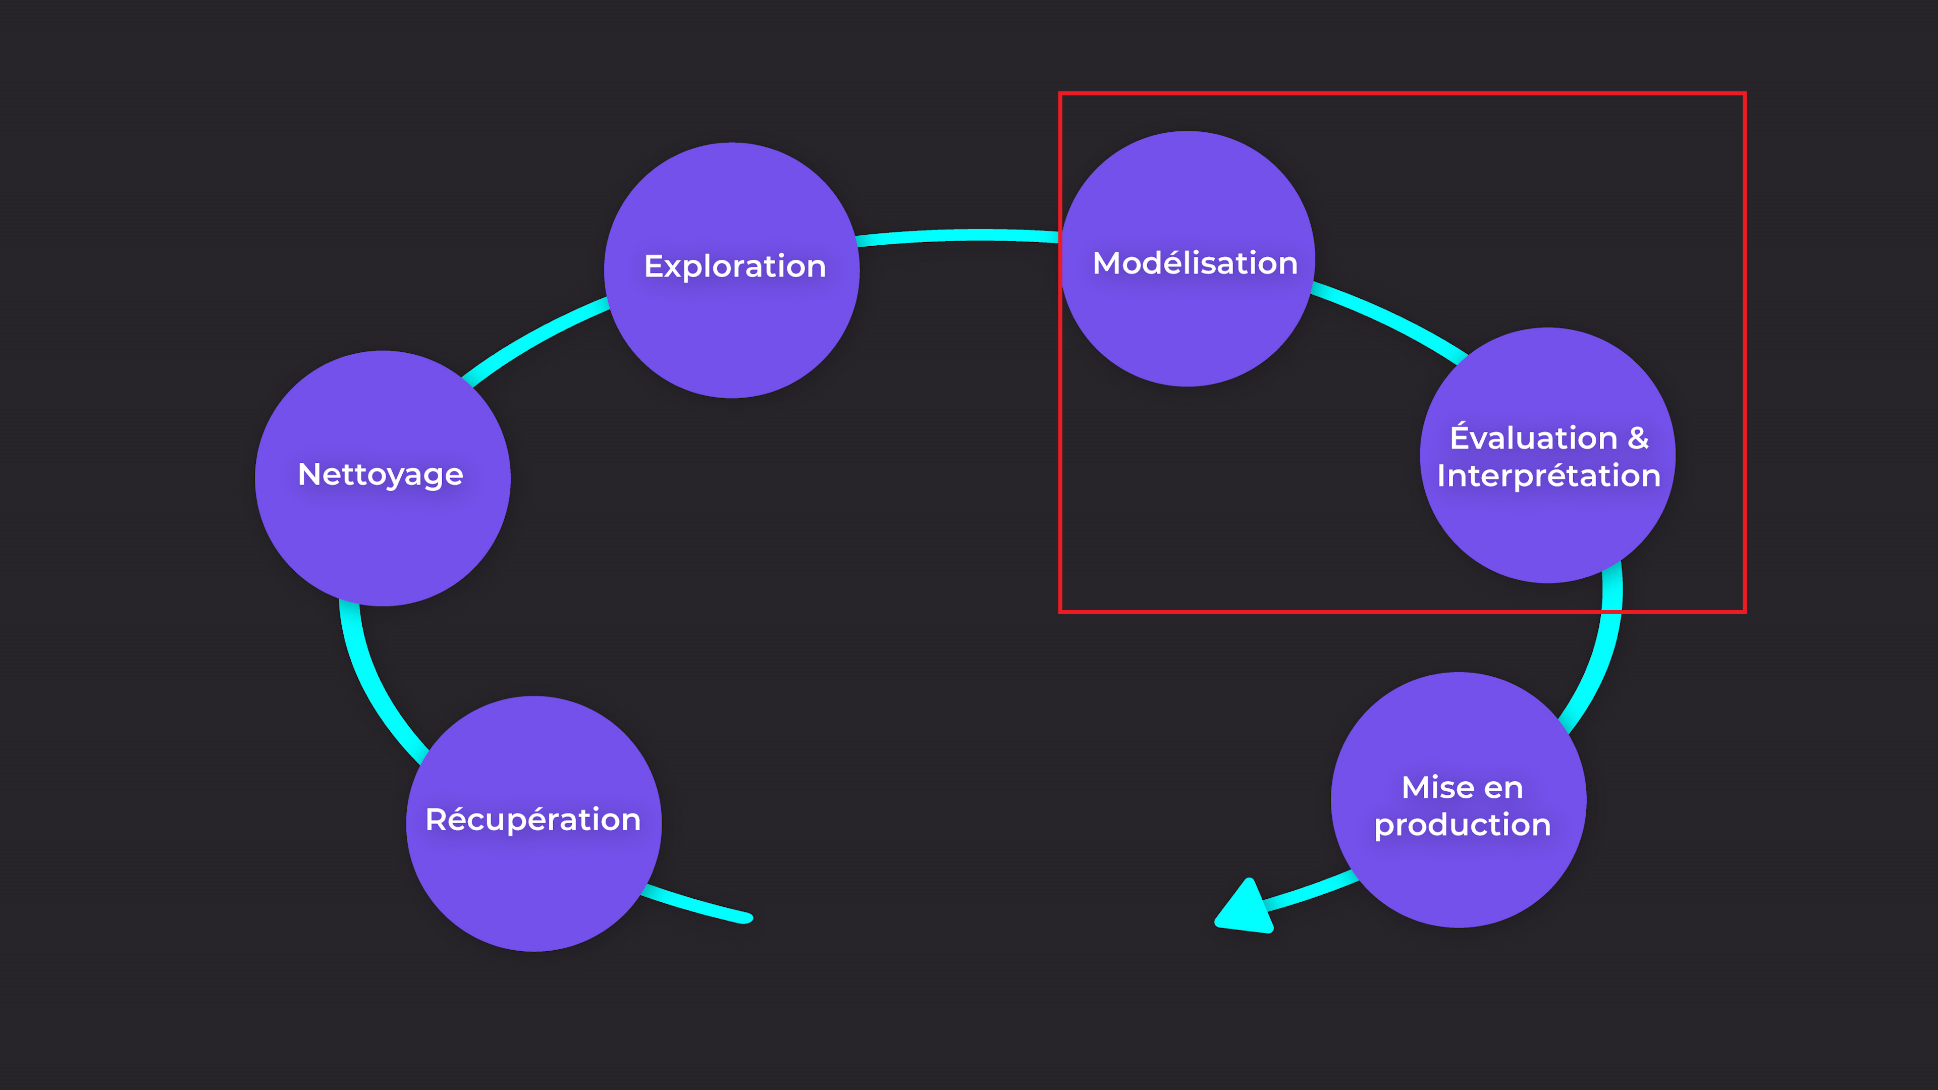 Exploration
Modélisation
Évaluation &
Interprétation
Nettoyage
Récupération
Mise en
production